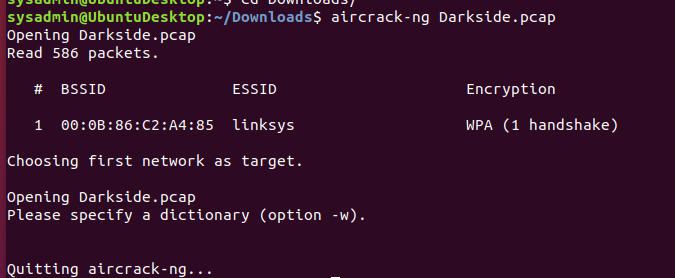 sysadmin@UbuntuDesktop:~$ cd Downloads/
sysadmin@UbuntuDesktop:~/Downloads$ aircrack-ng Darkside.pcap
Opening Darkside.pcap
Read 586 packets.
# BSSID ESSID Encryption
1 00:0B:86:C2:A4:85 linksys WPA (1 handshake)
Choosing first network as target.
Opening Darkside.pcap
Please specify a dictionary (option -w).
Quitting aircrack-ng...